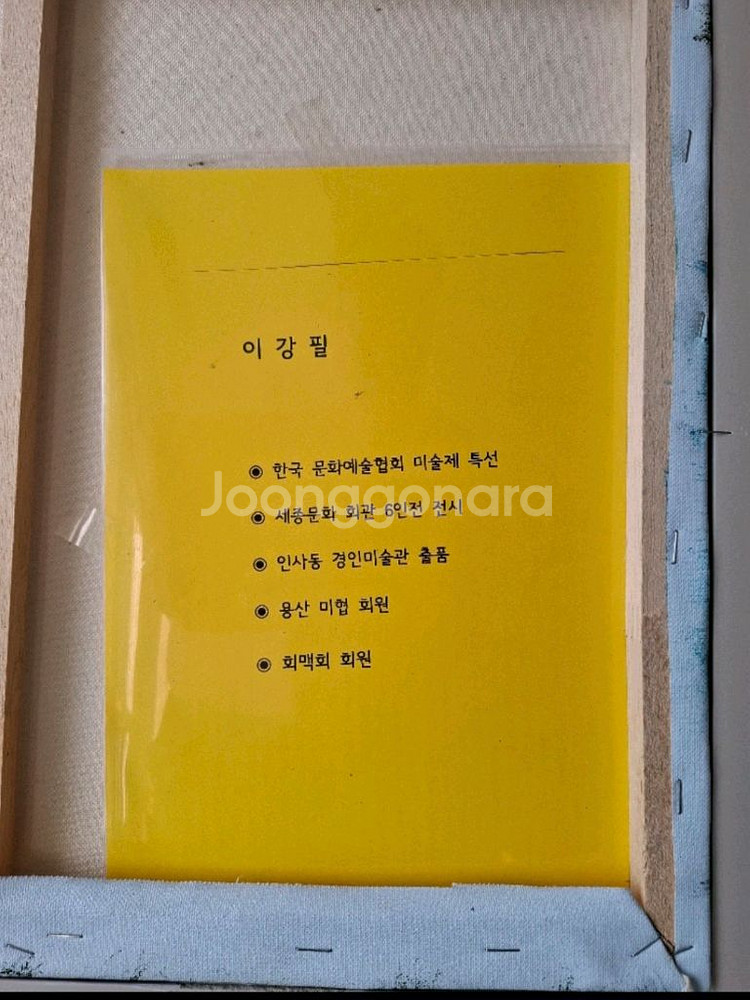 이 강 필
◉ 한국 문화예술협회 미술제 특선
Joonggonara
◉ 세종문화 회관 6인전 전시
◉ 인사동 경인미술관 출품
◉ 용산 미협 회원
◉ 회맥회 회원